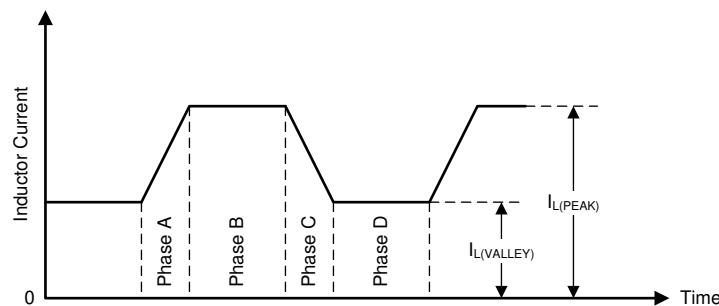 Inductor Current
Phase A
Phase B
Phase C
Phase D
I_L(VALLEY)
I_L(PEAK)
0
Time